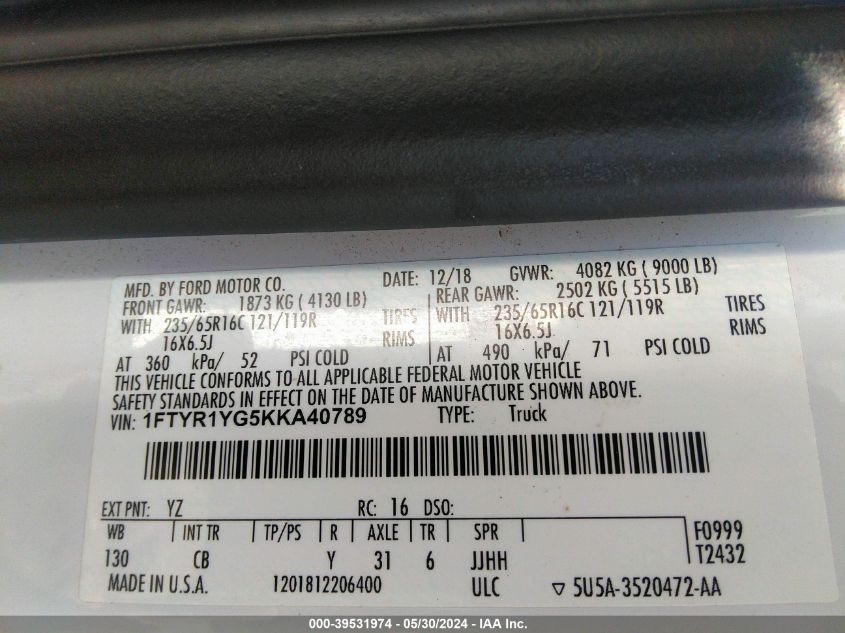 MFD. BY FORD MOTOR CO. DATE: 12/18 GVWR: 4082 KG ( 9000 LB)
FRONT GAWR: 1873 KG ( 4130 LB) REAR GAWR: 2502 KG ( 5515 LB)
WITH 235/65R16C 121/119R TIRES WITH 235/65R16C 121/119R TIRES
16X6.5J RIMS 16X6.5J RIMS
AT 360 kPa/ 52 PSI COLD AT 490 kPa/ 71 PSI COLD
THIS VEHICLE CONFORMS TO ALL APPLICABLE FEDERAL MOTOR VEHICLE
SAFETY STANDARDS IN EFFECT ON THE DATE OF MANUFACTURE SHOWN ABOVE.
VIN: 1FTYR1YG5KKA40789 TYPE: Truck
EXT PNT: YZ RC: 16 DSO:
WB INT TR TP/PS R AXLE TR SPR F0999
130 CB Y 31 6 JJHH T2432
MADE IN U.S.A. 1201812206400 ULC ▽ 5U5A-3520472-AA
000-39531974 - 05/30/2024 - IAA Inc.